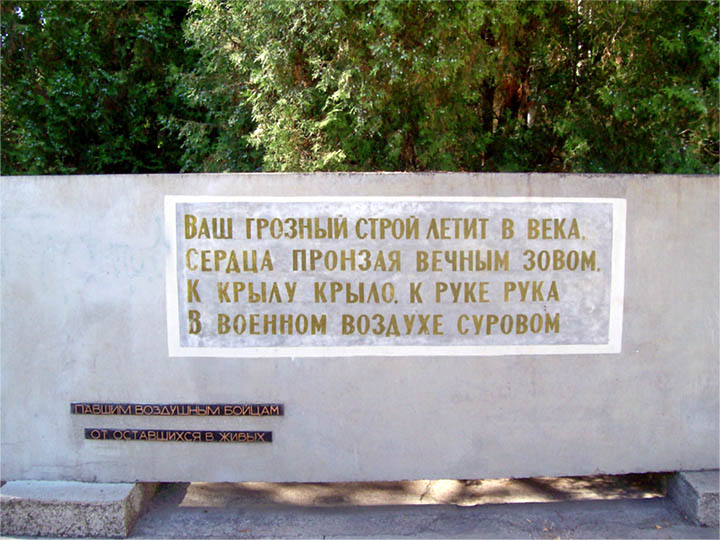 ВАШ ГРОЗНЫЙ СТРОЙ ЛЕТИТ В ВЕКА,
СЕРДЦА ПРОНЗАЯ ВЕЧНЫМ ЗОВОМ,
К КРЫЛУ КРЫЛО, К РУКЕ РУКА
В ВОЕННОМ ВОЗДУХЕ СУРОВОМ
ПАВШИМ ВОЗДУШНЫМ БОЙЦАМ
ОТ ОСТАВШИХСЯ В ЖИВЫХ